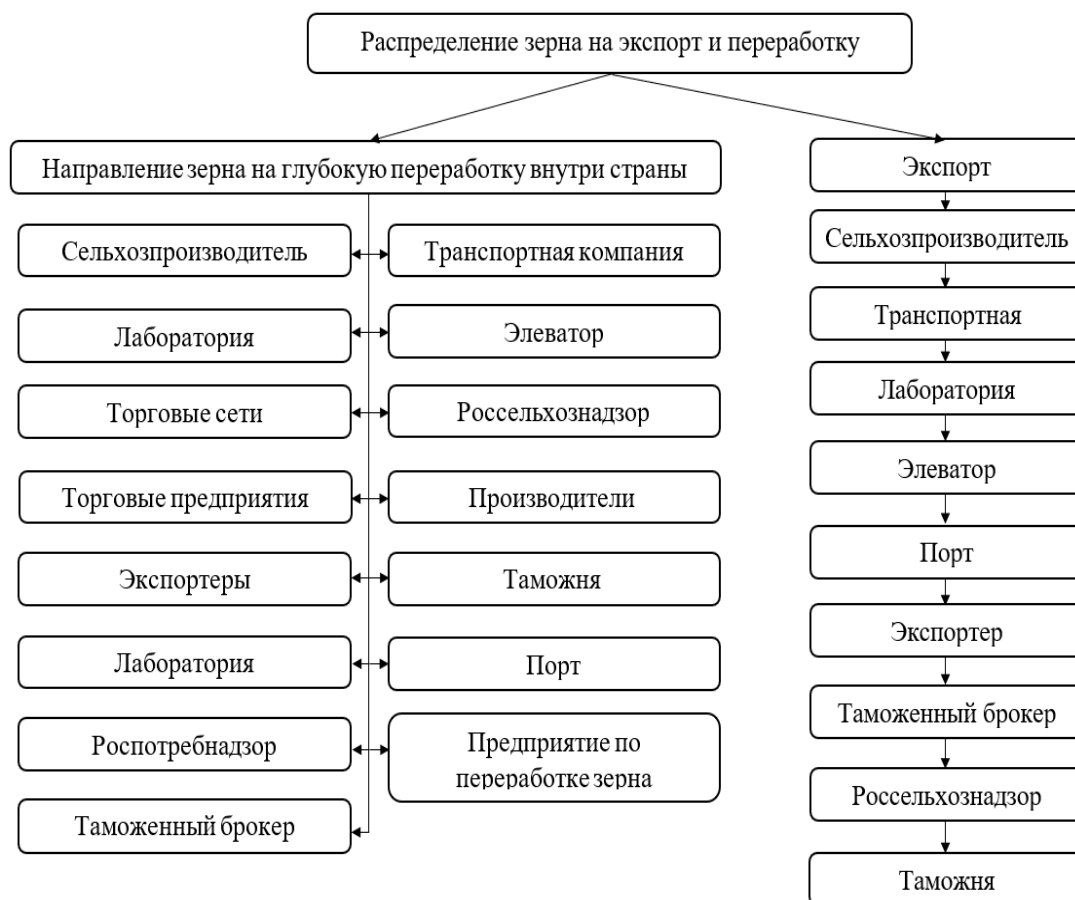 Распределение зерна на экспорт и переработку
Направление зерна на глубокую переработку внутри страны
Сельхозпроизводитель
Транспортная компания
Лаборатория
Элеватор
Торговые сети
Россельхознадзор
Торговые предприятия
Производители
Экспортеры
Таможня
Лаборатория
Порт
Роспотребнадзор
Предприятие по
переработке зерна
Таможенный брокер
Экспорт
Сельхозпроизводитель
Транспортная
Лаборатория
Элеватор
Порт
Экспортер
Таможенный брокер
Россельхознадзор
Таможня